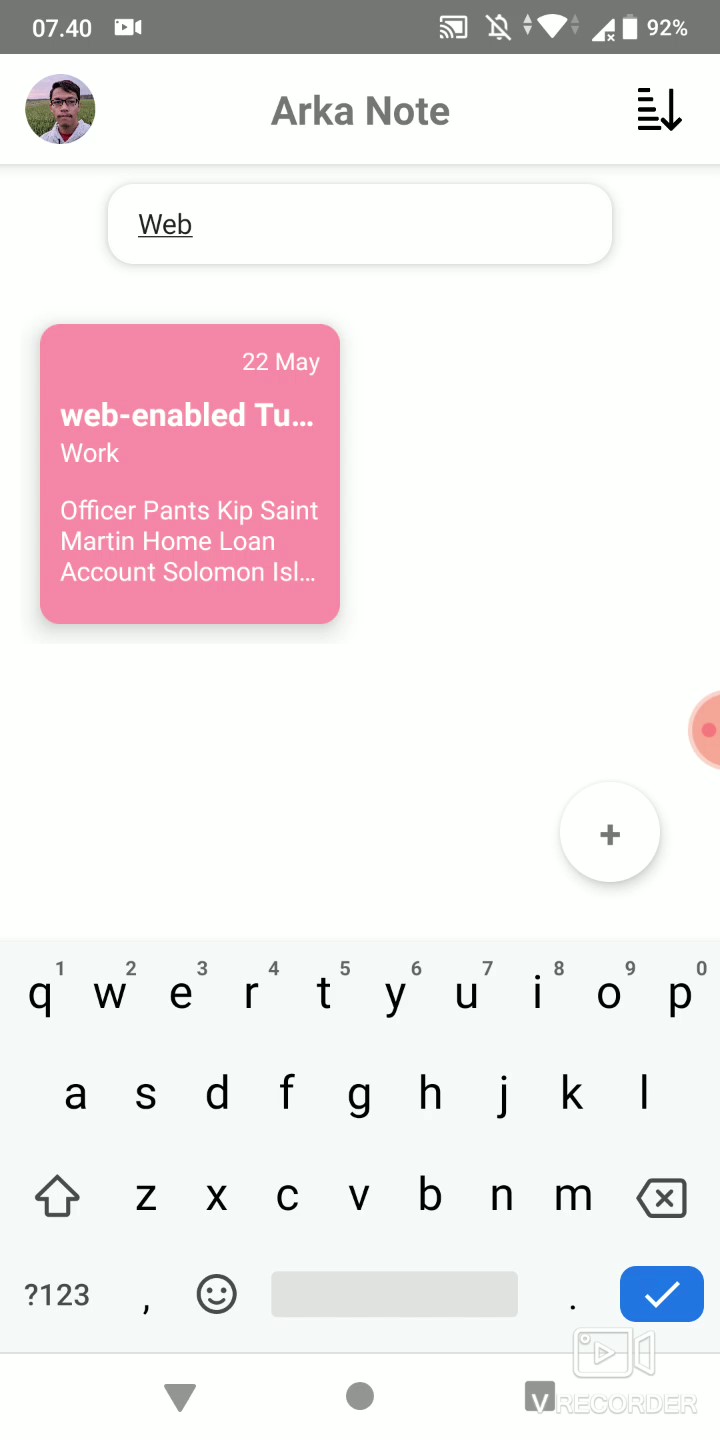 07.40
92%
Arka Note
Web
22 May
web-enabled Tu...
Work
Officer Pants Kip Saint
Martin Home Loan
Account Solomon Isl...
+
1 2 3 4 5 6 7 8 9 0
q w e r t y u i o p
a s d f g h j k l
z x c v b n m
?123 , .
VRECORDER